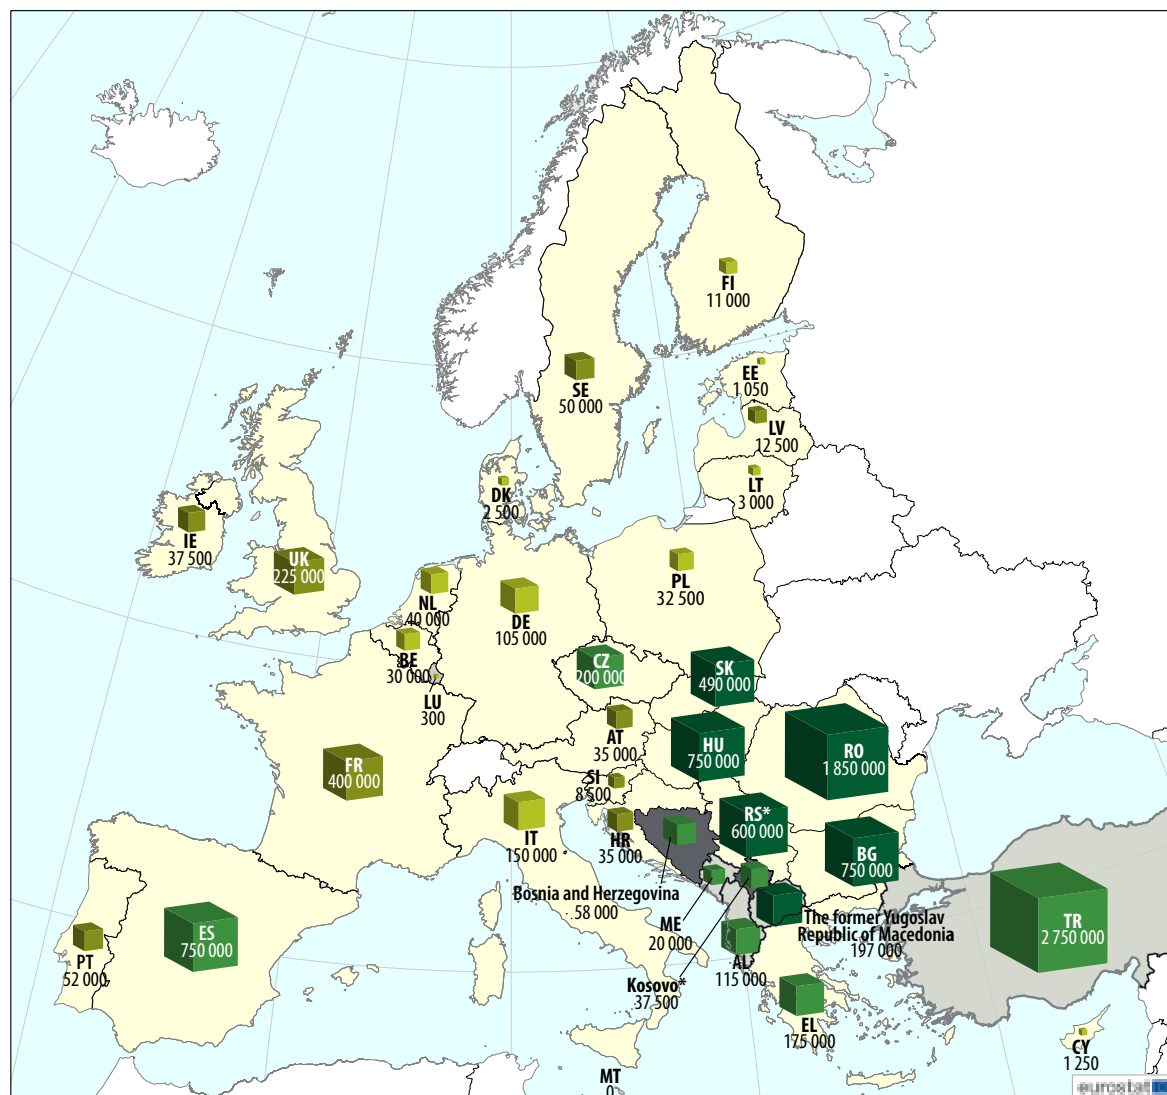 FI
11 000
SE
50 000
EE
1 050
LV
12 500
LT
3 000
DK
2 500
IE
37 500
UK
225 000
NL
40 000
DE
105 000
PL
32 500
BE
30 000
LU
300
CZ
200 000
SK
490 000
AT
35 000
HU
750 000
RO
1 850 000
FR
400 000
SI
8 500
IT
150 000
HR
35 000
RS*
600 000
BG
750 000
Bosnia and Herzegovina
58 000
ME
20 000
Kosovo*
37 500
AL
115 000
The former Yugoslav
Republic of Macedonia
197 000
TR
2 750 000
PT
52 000
ES
750 000
EL
175 000
CY
1 250
MT
0
eurostat